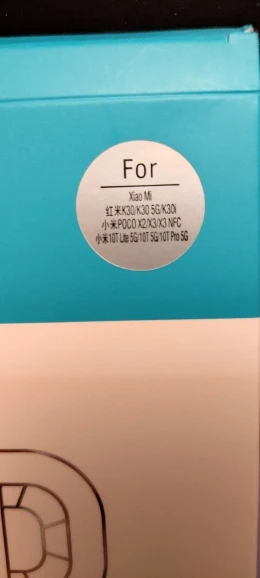 For
Xiao Mi
红米K30/K30 5G/K30i
小米POCO X2/X3/X3 NFC
小米10T Lite 5G/10T 5G/10T Pro 5G